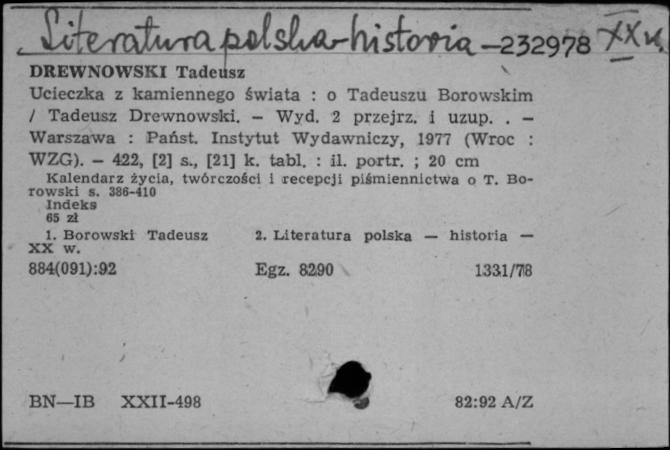 Literatura polska-historia – 232978 XX w.
DREWNOWSKI Tadeusz
Ucieczka z kamiennego świata : o Tadeuszu Borowskim
/ Tadeusz Drewnowski. – Wyd. 2 przejrz. i uzup. . –
Warszawa : Państ. Instytut Wydawniczy, 1977 (Wroc :
WZG). – 422, [2] s., [21] k. tabl. : il. portr. ; 20 cm
Kalendarz życia, twórczości i recepcji piśmiennictwa o T. Bo-
rowski s. 386-410
Indeks
65 zł
1. Borowski Tadeusz 2. Literatura polska — historia —
XX w.
884(091):92 Egz. 8290 1331/78
BN—IB XXII-498 82:92 A/Z